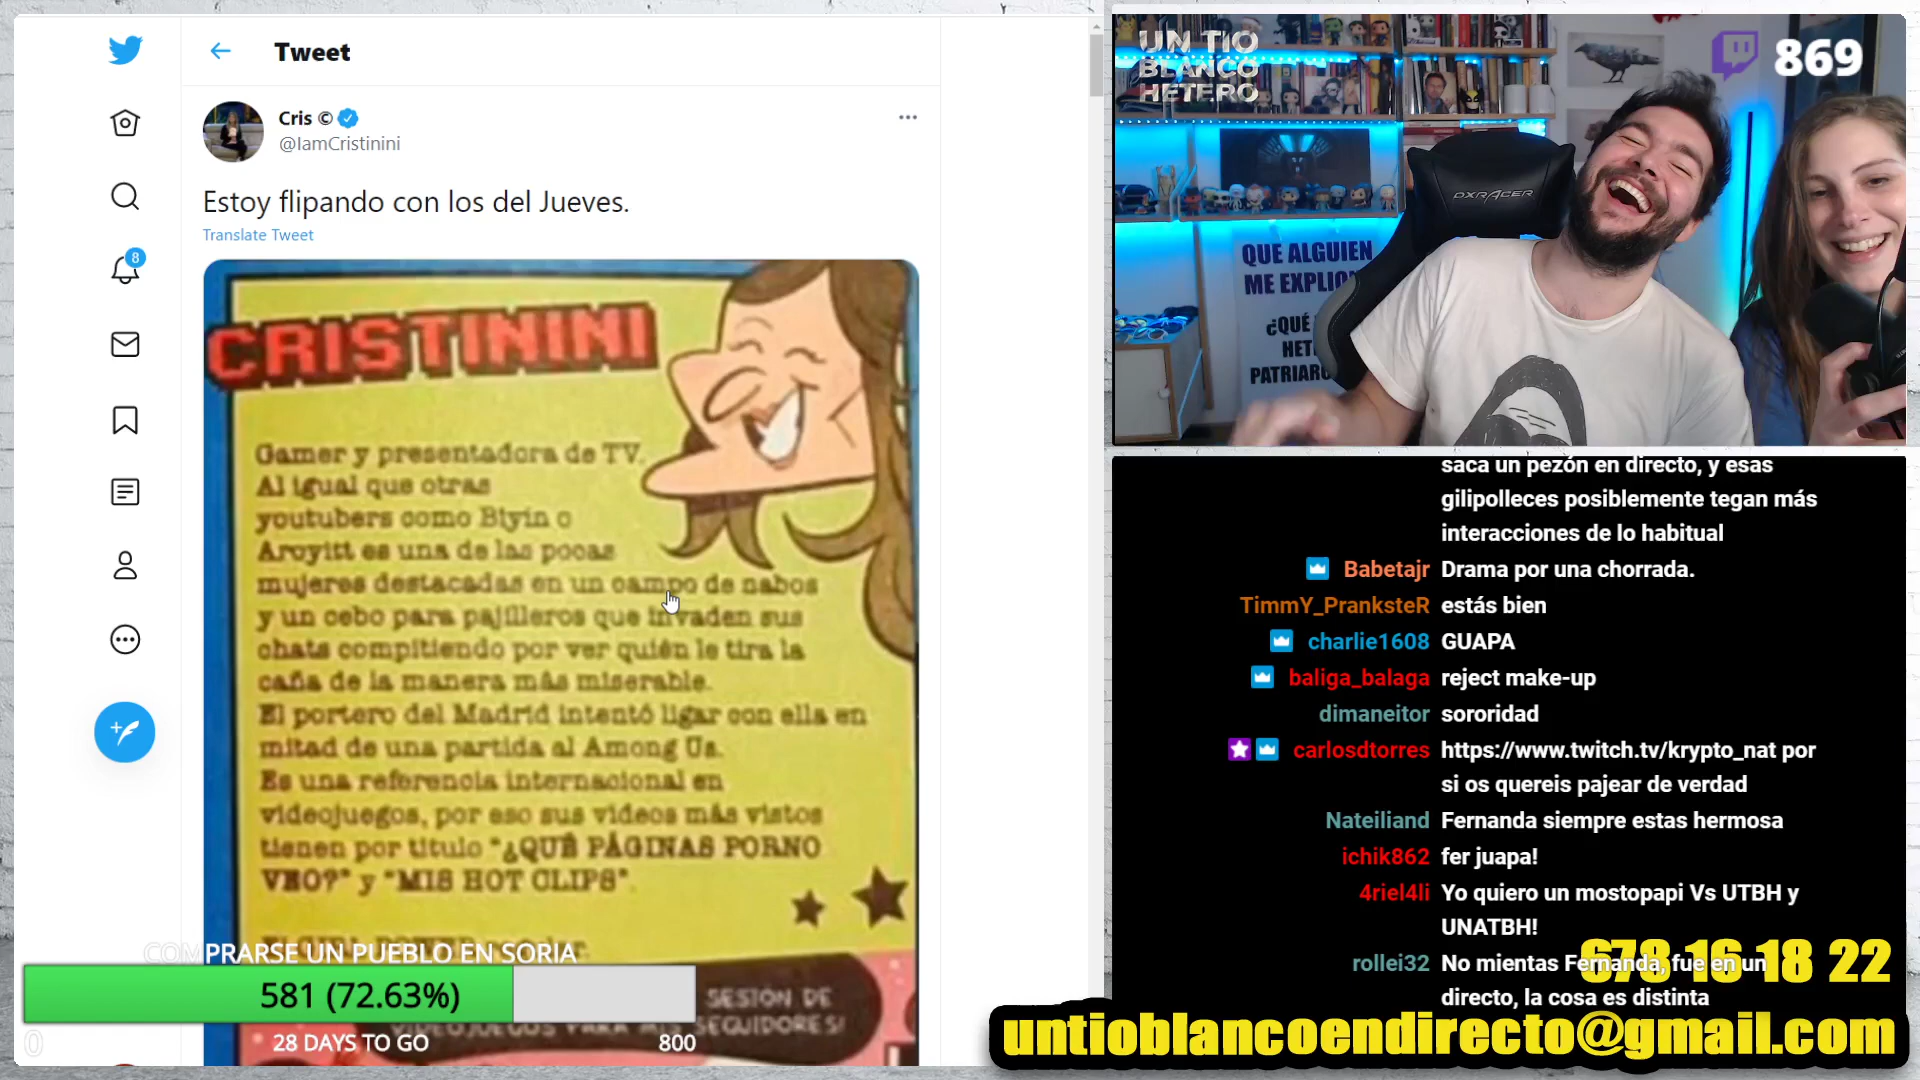 Tweet
Cris ©
@IamCristinini
Estoy flipando con los del Jueves.
Translate Tweet
8
CRISTININI
Gamer y presentadora de TV.
Al igual que otras
youtubers como Biyin o
Aroyitt es una de las pocas
mujeres destacadas en un campo de nabos
y un cebo para pajilleros que invaden sus
chats compitiendo por ver quién le tira la
caña de la manera más miserable.
El portero del Madrid intentó ligar con ella en
mitad de una partida al Among Us.
Es una referencia internacional en
videojuegos, por eso sus videos más vistos
tienen por titulo "¿QUÉ PÁGINAS PORNO
VEO?" y "MIS HOT CLIPS".
SESIÓN DE
VIDEOJUEGOS PARA MIS SEGUIDORES!
COMPRARSE UN PUEBLO EN SORIA
581 (72.63%)
0
28 DAYS TO GO
800
UN TIO
BLANCO
HETERO
869
DXRACER
QUE ALGUIEN
ME EXPLIQ
¿QUÉ
HET
PATRIARC
saca un pezón en directo, y esas
gilipolleces posiblemente tegan más
interacciones de lo habitual
Babetajr Drama por una chorrada.
TimmY_PranksteR estás bien
charlie1608 GUAPA
baliga_balaga reject make-up
dimaneitor sororidad
carlosdtorres https://www.twitch.tv/krypto_nat por
si os quereis pajear de verdad
Nateiliand Fernanda siempre estas hermosa
ichik862 fer juapa!
4riel4li Yo quiero un mostopapi Vs UTBH y
UNATBH!
rollei32 No mientas Fernanda, fue en un
directo, la cosa es distinta
678 16 18 22
untioblancoendirecto@gmail.com